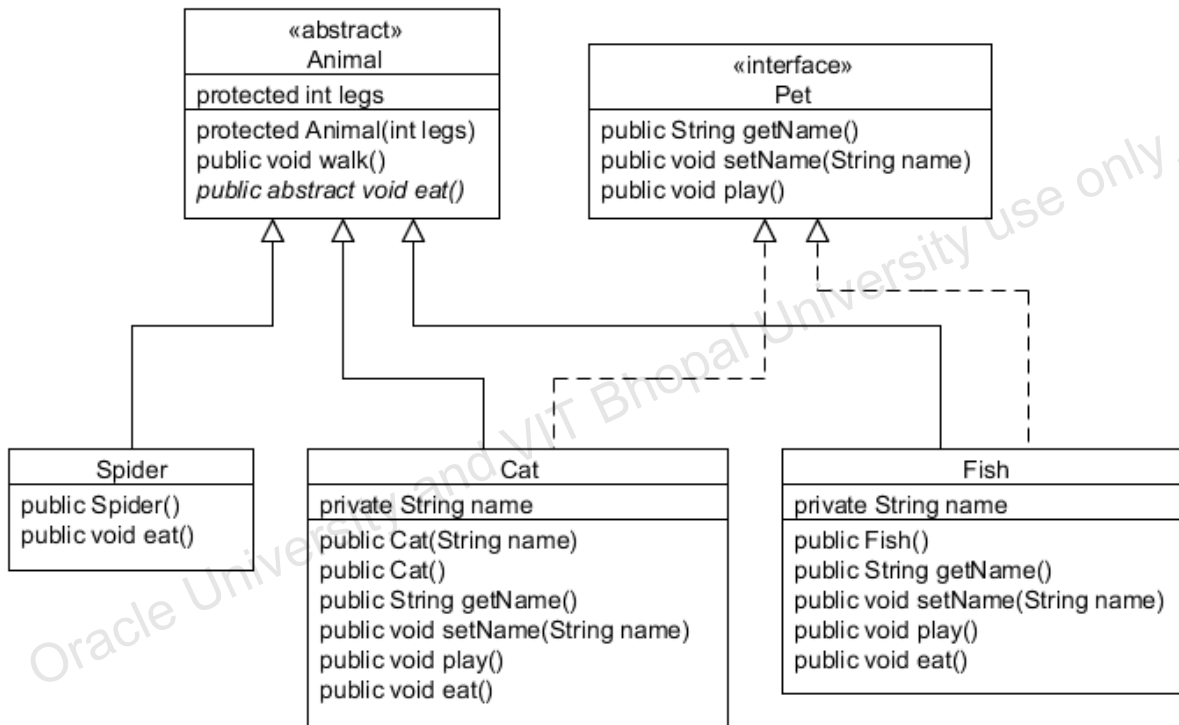 «abstract»
Animal
protected int legs
protected Animal(int legs)
public void walk()
public abstract void eat()
«interface»
Pet
public String getName()
public void setName(String name)
public void play()
Spider
public Spider()
public void eat()
Cat
private String name
public Cat(String name)
public Cat()
public String getName()
public void setName(String name)
public void play()
public void eat()
Fish
private String name
public Fish()
public String getName()
public void setName(String name)
public void play()
public void eat()
Oracle University and VIT Bhopal University use only